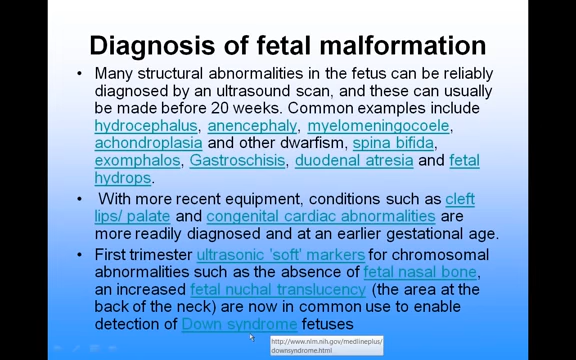 Diagnosis of fetal malformation
• Many structural abnormalities in the fetus can be reliably
diagnosed by an ultrasound scan, and these can usually
be made before 20 weeks. Common examples include
hydrocephalus, anencephaly, myelomeningocoele,
achondroplasia and other dwarfism, spina bifida,
exomphalos, Gastroschisis, duodenal atresia and fetal
hydrops.
• With more recent equipment, conditions such as cleft
lips/ palate and congenital cardiac abnormalities are
more readily diagnosed and at an earlier gestational age.
• First trimester ultrasonic 'soft' markers for chromosomal
abnormalities such as the absence of fetal nasal bone,
an increased fetal nuchal translucency (the area at the
back of the neck) are now in common use to enable
detection of Down syndrome fetuses
http://www.nlm.nih.gov/medlineplus/
downsyndrome.html